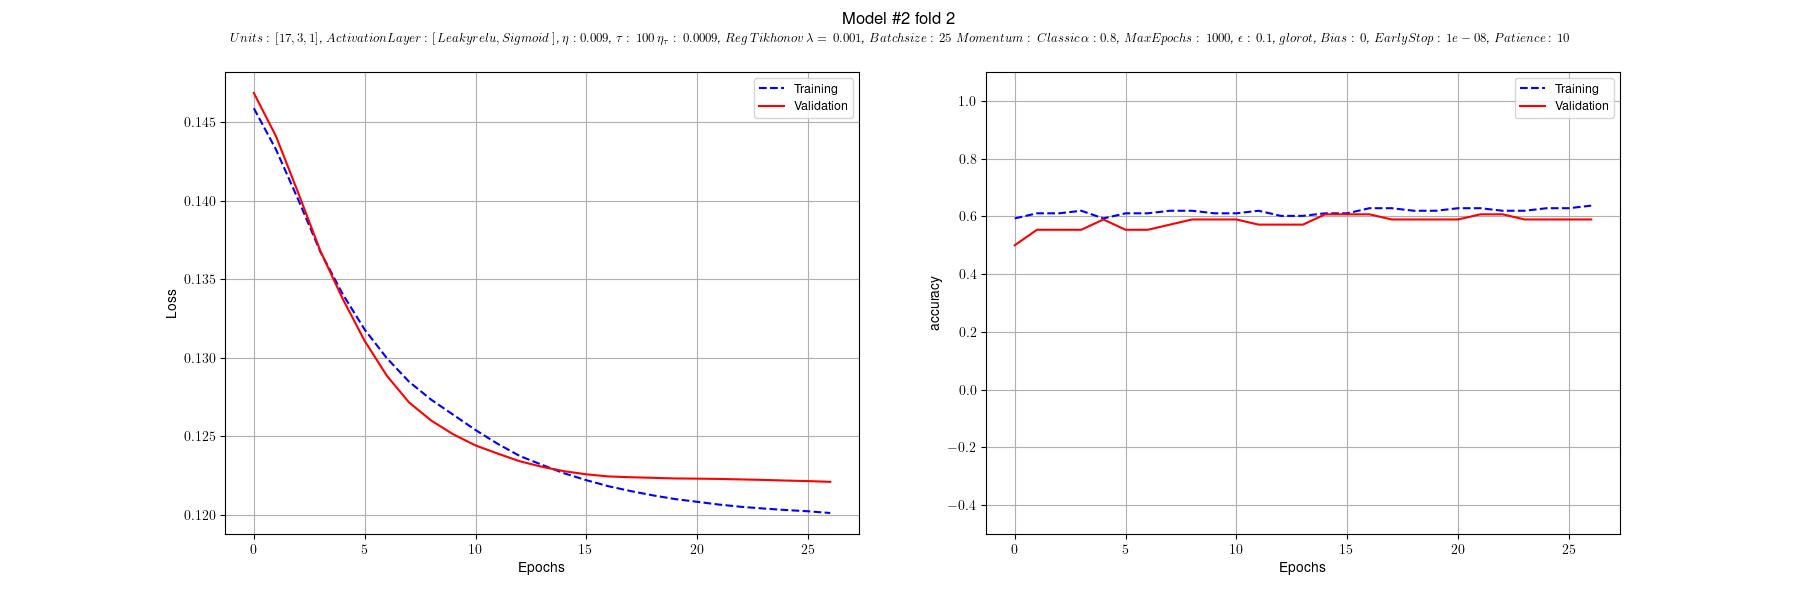 Model #2 fold 2
Units : [17, 3, 1], ActivationLayer : [Leakyrelu, Sigmoid ], η : 0.009, τ : 100 η_τ : 0.0009, Reg Tikhonov λ = 0.001, Batchsize : 25 Momentum : Classic α : 0.8, MaxEpochs : 1000, ϵ : 0.1, glorot, Bias : 0, EarlyStop : 1e − 08, Patience : 10
Training
Validation
0.145
0.140
0.135
0.130
0.125
0.120
Loss
0 5 10 15 20 25
Epochs
Training
Validation
1.0
0.8
0.6
0.4
0.2
0.0
−0.2
−0.4
accuracy
0 5 10 15 20 25
Epochs